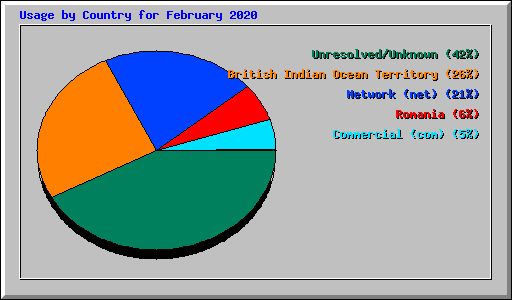 Usage by Country for February 2020
Unresolved/Unknown (42%)
British Indian Ocean Territory (26%)
Network (net) (21%)
Romania (6%)
Commercial (com) (5%)